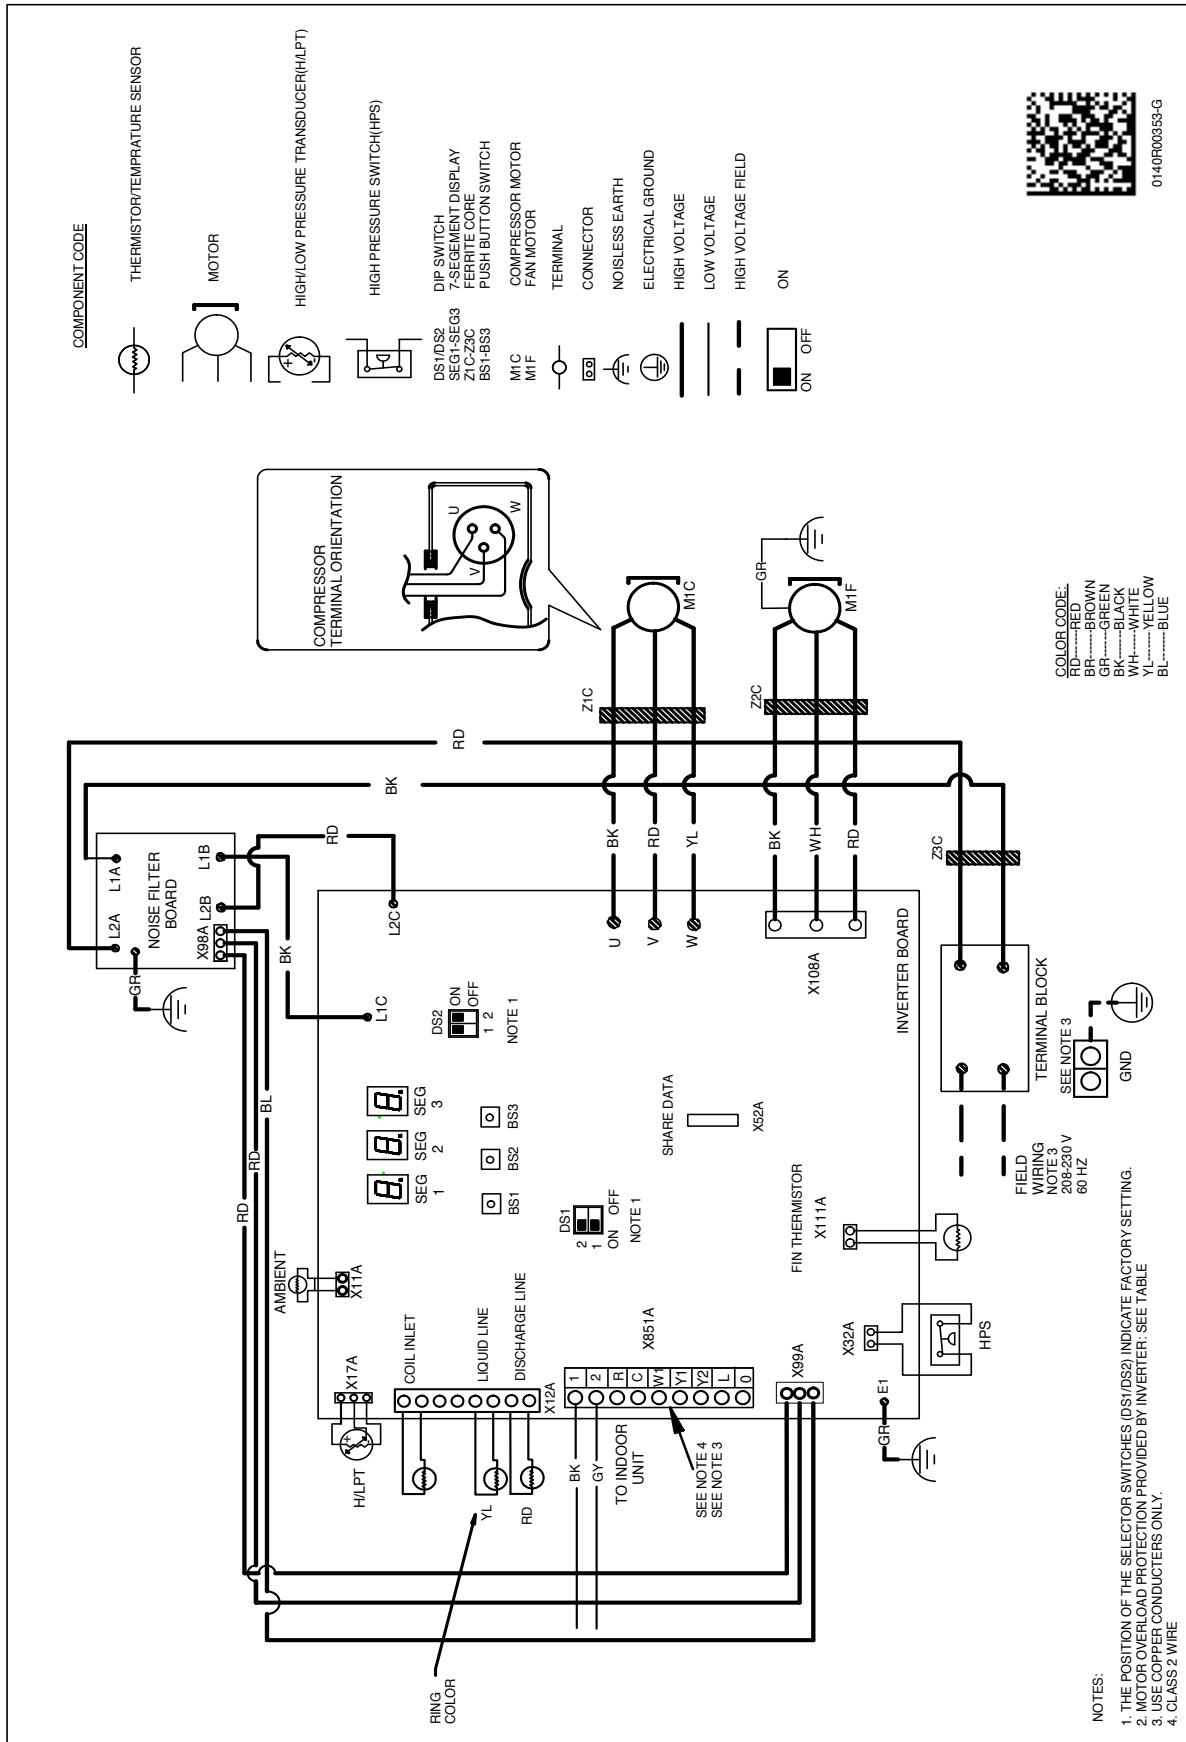 COMPONENT CODE
THERMISTOR/TEMPRATURE SENSOR
MOTOR
HIGH/LOW PRESSURE TRANSDUCER(H/LPT)
HIGH PRESSURE SWITCH(HPS)
DS1/DS2 DIP SWITCH
SEG1-SEG3 7-SEGEMENT DISPLAY
Z1C-Z3C FERRITE CORE
BS1-BS3 PUSH BUTTON SWITCH
M1C COMPRESSOR MOTOR
M1F FAN MOTOR
TERMINAL
CONNECTOR
NOISLESS EARTH
ELECTRICAL GROUND
HIGH VOLTAGE
LOW VOLTAGE
HIGH VOLTAGE FIELD
ON OFF
ON
0140R00353-G
COMPRESSOR
TERMINAL ORIENTATION
U
V
W
M1C
Z1C
GR
M1F
Z2C
COLOR CODE:
RD-------RED
BR-------BROWN
GR-------GREEN
BK-------BLACK
WH-------WHITE
YL-------YELLOW
BL-------BLUE
RD
BK
RD
BK
L2A
L1A
NOISE FILTER
BOARD
X98A
L2B
L1B
GR
RD
RD
BL
L2C
L1C
BK
RD
YL
U
V
W
BK
WH
RD
X108A
INVERTER BOARD
Z3C
DS2
ON
OFF
1 2
NOTE 1
SEG
1
SEG
2
SEG
3
BS1
BS2
BS3
SHARE DATA
X52A
DS1
2
1
ON OFF
NOTE 1
FIN THERMISTOR
X111A
TERMINAL BLOCK
SEE NOTE 3
GND
FIELD
WIRING
NOTE 3
208-230 V
60 HZ
AMBIENT
X11A
X17A
H/LPT
COIL INLET
LIQUID LINE
DISCHARGE LINE
X12A
YL
RD
RING
COLOR
X851A
1
2
R
C
W1
Y1
Y2
L
0
BK
GY
TO INDOOR
UNIT
SEE NOTE 4
SEE NOTE 3
X99A
X32A
HPS
E1
GR
NOTES:
1. THE POSITION OF THE SELECTOR SWITCHES (DS1/DS2) INDICATE FACTORY SETTING.
2. MOTOR OVERLOAD PROTECTION PROVIDED BY INVERTER: SEE TABLE
3. USE COPPER CONDUCTERS ONLY.
4. CLASS 2 WIRE